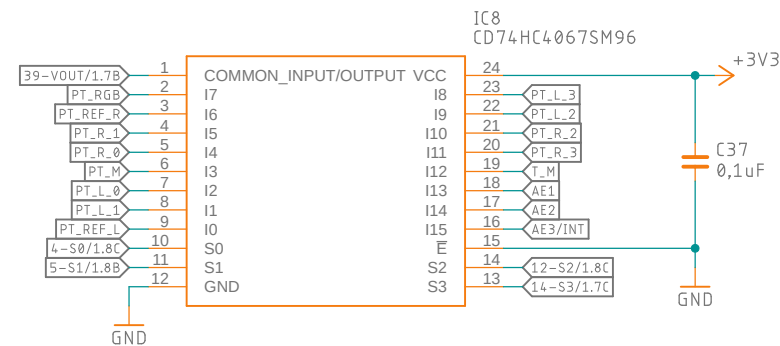 IC8
CD74HC4067SM96
+3V3
39-VOUT/1.7B 1 COMMON_INPUT/OUTPUT VCC 24
PT_RGB 2 I7 I8 23 PT_L_3
PT_REF_R 3 I6 I9 22 PT_L_2
PT_R_1 4 I5 I10 21 PT_R_2
PT_R_0 5 I4 I11 20 PT_R_3
PT_M 6 I3 I12 19 T_M
PT_L_0 7 I2 I13 18 AE1
PT_L_1 8 I1 I14 17 AE2
PT_REF_L 9 I0 I15 16 AE3/INT
4-S0/1.8C 10 S0 E̅ 15
5-S1/1.8B 11 S1 S2 14 12-S2/1.8C
12 GND S3 13 14-S3/1.7C
C37
0,1uF
GND
GND